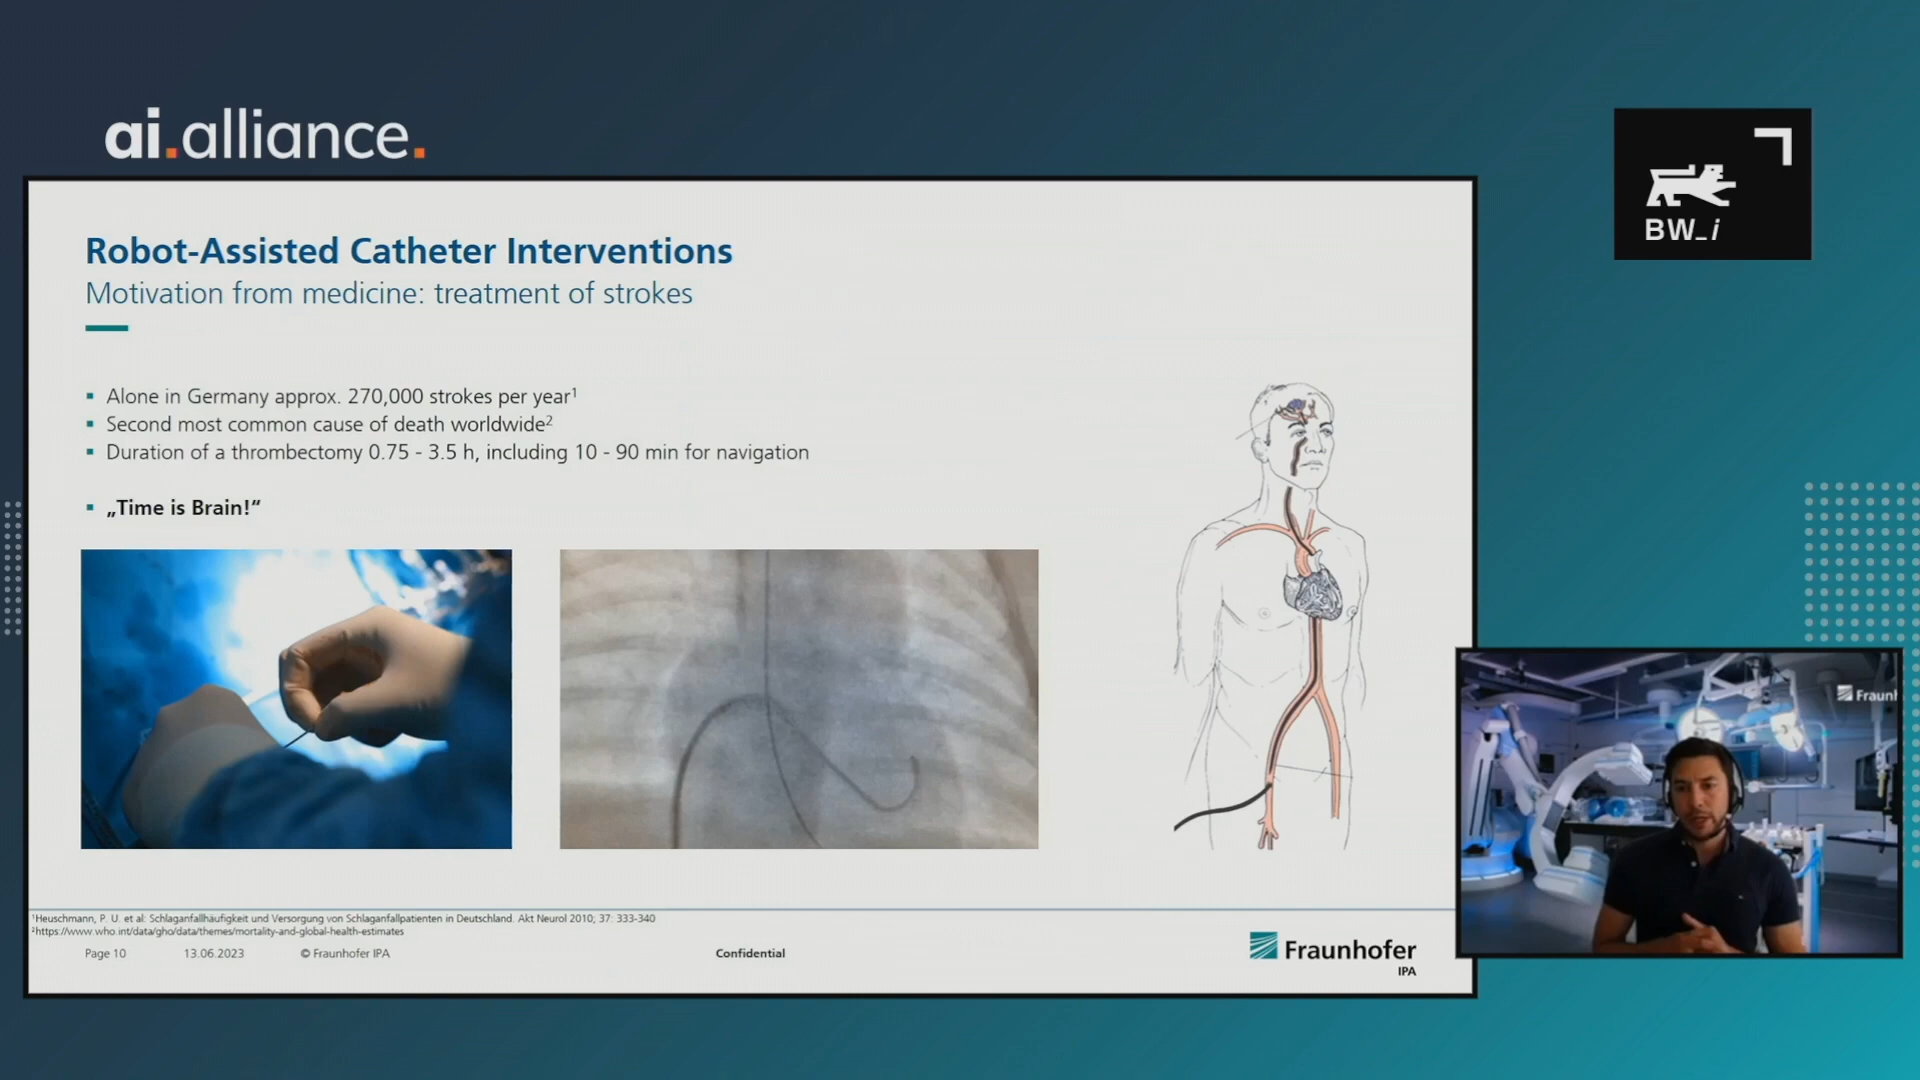 ai.alliance.
BW_i
Robot-Assisted Catheter Interventions
Motivation from medicine: treatment of strokes
▪ Alone in Germany approx. 270,000 strokes per year¹
▪ Second most common cause of death worldwide²
▪ Duration of a thrombectomy 0.75 - 3.5 h, including 10 - 90 min for navigation
▪ „Time is Brain!“
Fraunh
¹Heuschmann, P. U. et al: Schlaganfallhäufigkeit und Versorgung von Schlaganfallpatienten in Deutschland. Akt Neurol 2010; 37: 333-340
²https://www.who.int/data/gho/data/themes/mortality-and-global-health-estimates
Page 10 13.06.2023 © Fraunhofer IPA Confidential
Fraunhofer
IPA